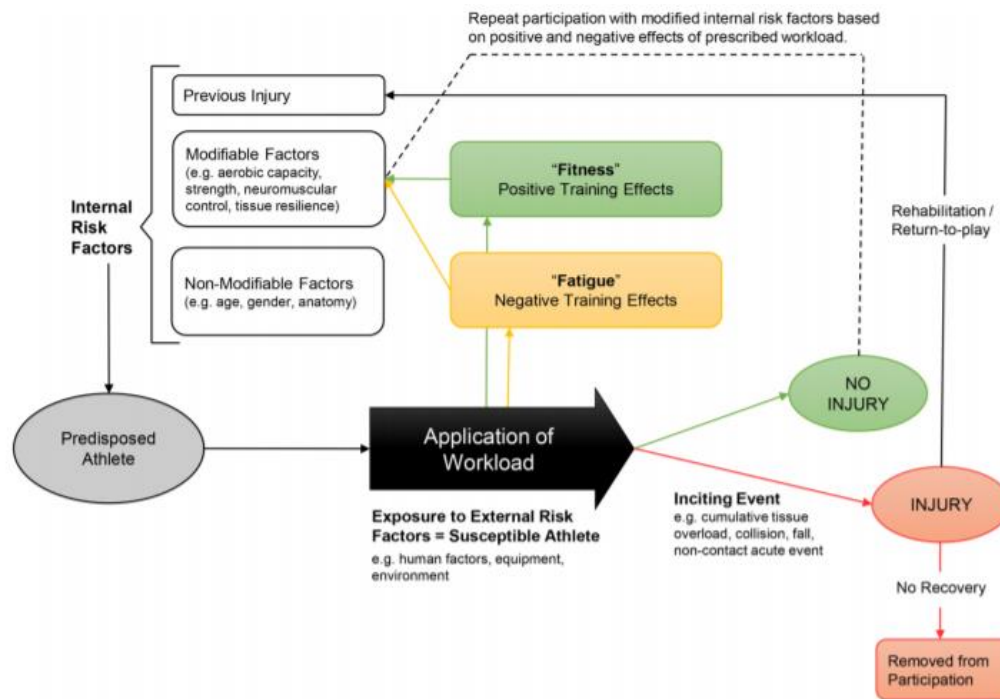 Repeat participation with modified internal risk factors based
on positive and negative effects of prescribed workload.
Internal
Risk
Factors
Previous Injury
Modifiable Factors
(e.g. aerobic capacity,
strength, neuromuscular
control, tissue resilience)
Non-Modifiable Factors
(e.g. age, gender, anatomy)
"Fitness"
Positive Training Effects
"Fatigue"
Negative Training Effects
Rehabilitation /
Return-to-play
Predisposed
Athlete
Application of
Workload
Exposure to External Risk
Factors = Susceptible Athlete
e.g. human factors, equipment,
environment
NO
INJURY
Inciting Event
e.g. cumulative tissue
overload, collision, fall,
non-contact acute event
INJURY
No Recovery
Removed from
Participation